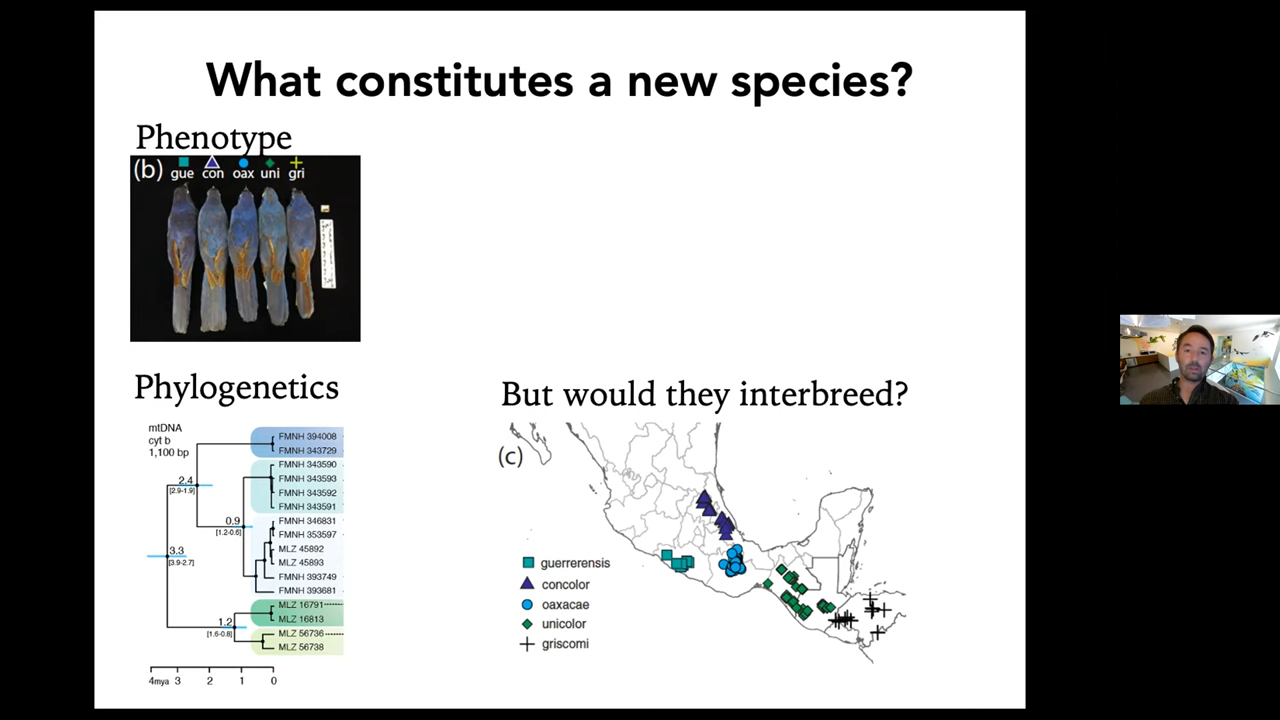 What constitutes a new species?
Phenotype
(b)
gue con oax uni gri
Phylogenetics
mtDNA
cyt b
1,100 bp
FMNH 394008
FMNH 343729
FMNH 343590
FMNH 343593
FMNH 343592
FMNH 343591
FMNH 346831
FMNH 353597
MLZ 45892
MLZ 45893
FMNH 393749
FMNH 393681
MLZ 16791
MLZ 16813
MLZ 56736
MLZ 56738
2.4
[2.9-1.9]
0.9
[1.2-0.6]
3.3
[3.9-2.7]
1.2
[1.6-0.8]
4mya 3 2 1 0
But would they interbreed?
(c)
guerrerensis
concolor
oaxacae
unicolor
griscomi